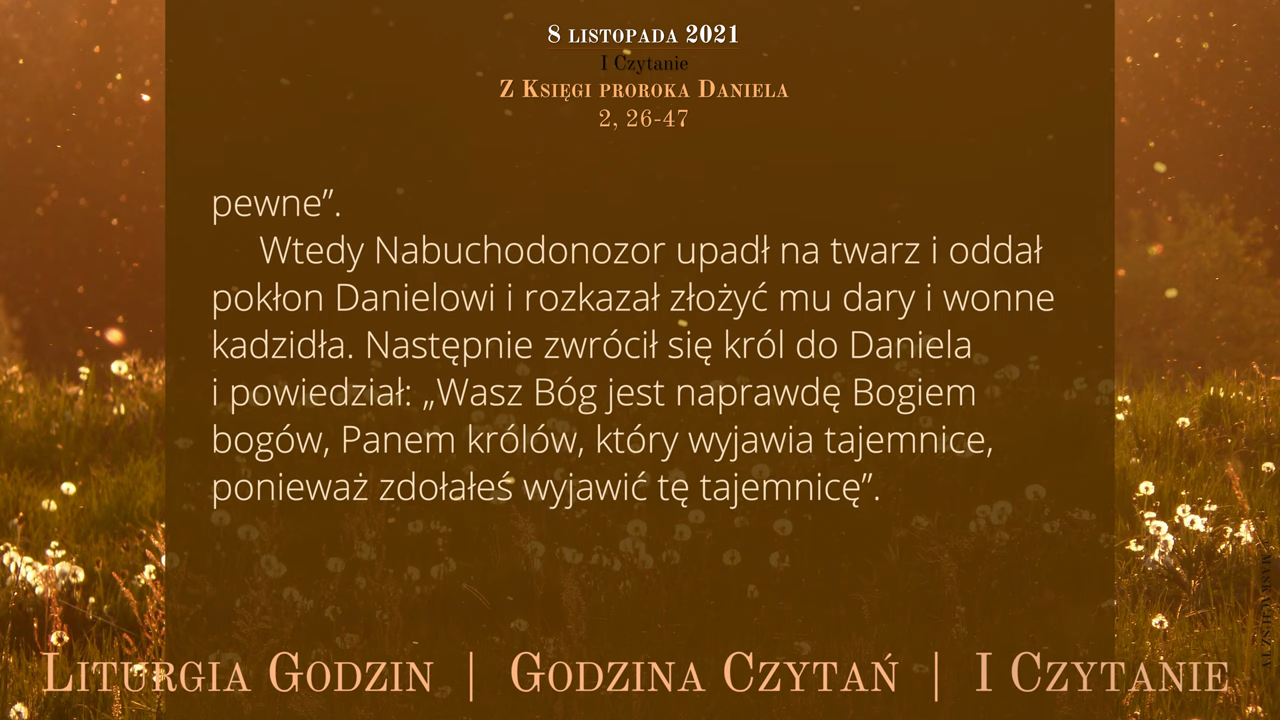 8 listopada 2021
I Czytanie
Z Księgi proroka Daniela
2, 26-47
pewne”.
Wtedy Nabuchodonozor upadł na twarz i oddał
pokłon Danielowi i rozkazał złożyć mu dary i wonne
kadzidła. Następnie zwrócił się król do Daniela
i powiedział: „Wasz Bóg jest naprawdę Bogiem
bogów, Panem królów, który wyjawia tajemnice,
ponieważ zdołałeś wyjawić tę tajemnicę”.
Liturgia Godzin | Godzina Czytań | I Czytanie